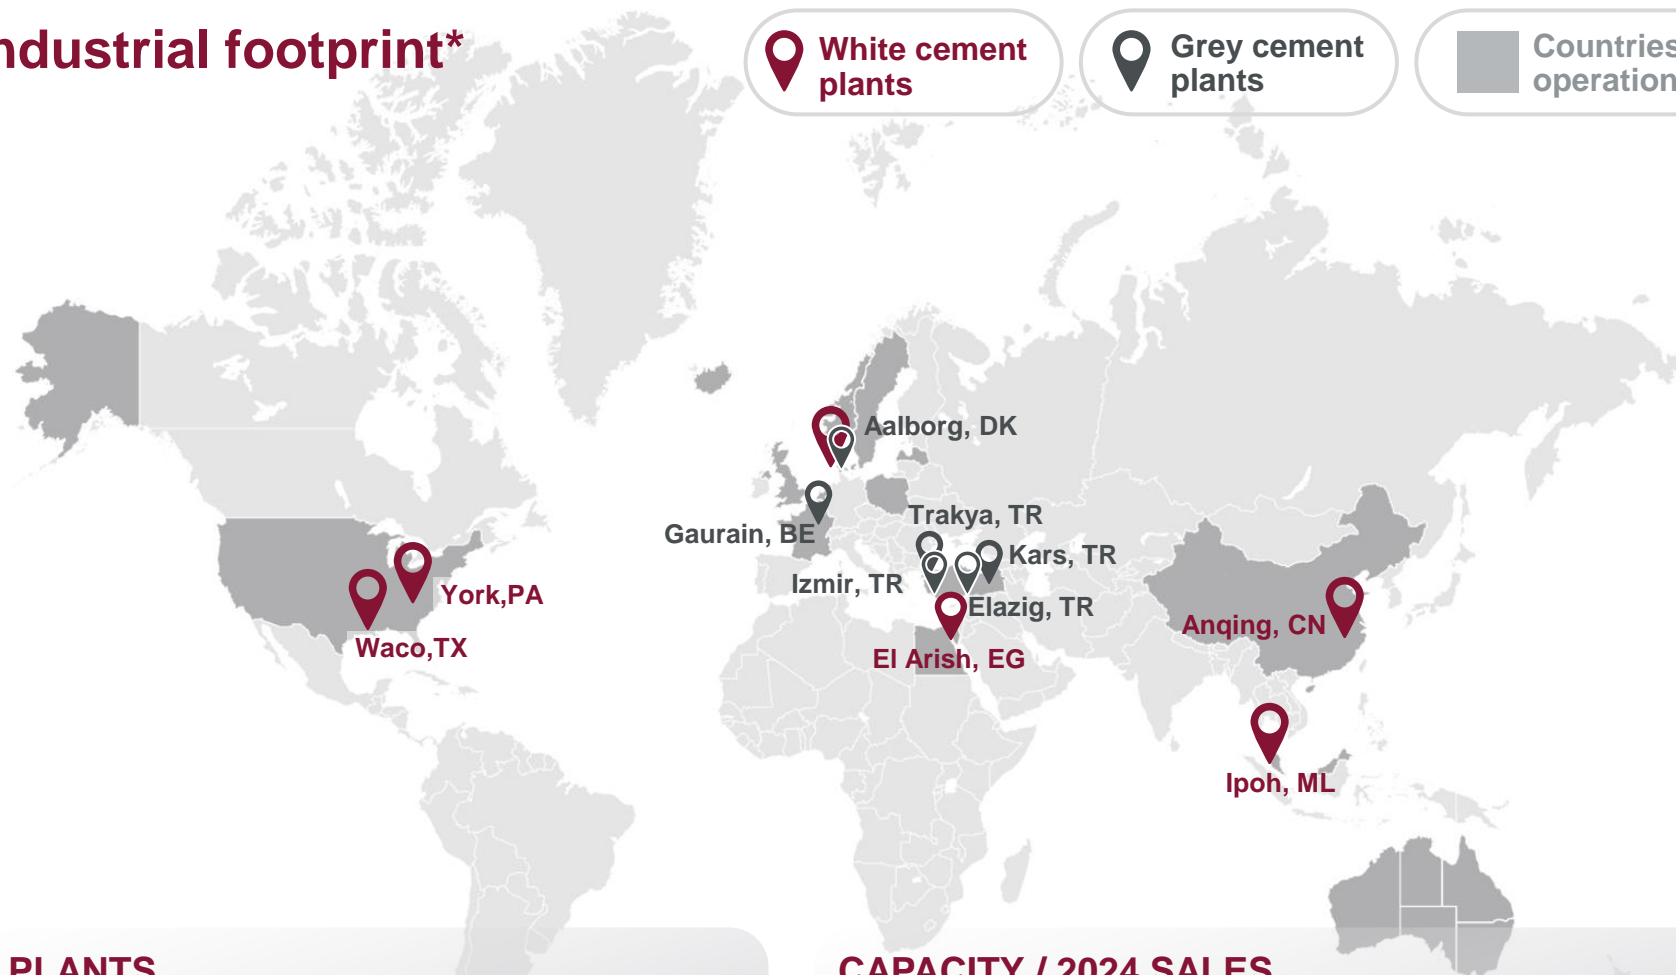 ndustrial footprint*
White cement
plants
Grey cement
plants
Countries
operation
Aalborg, DK
Gaurain, BE
Trakya, TR
Kars, TR
Izmir, TR
Elazig, TR
York,PA
Waco,TX
El Arish, EG
Anqing, CN
Ipoh, ML
PLANTS
CAPACITY / 2024 SALES